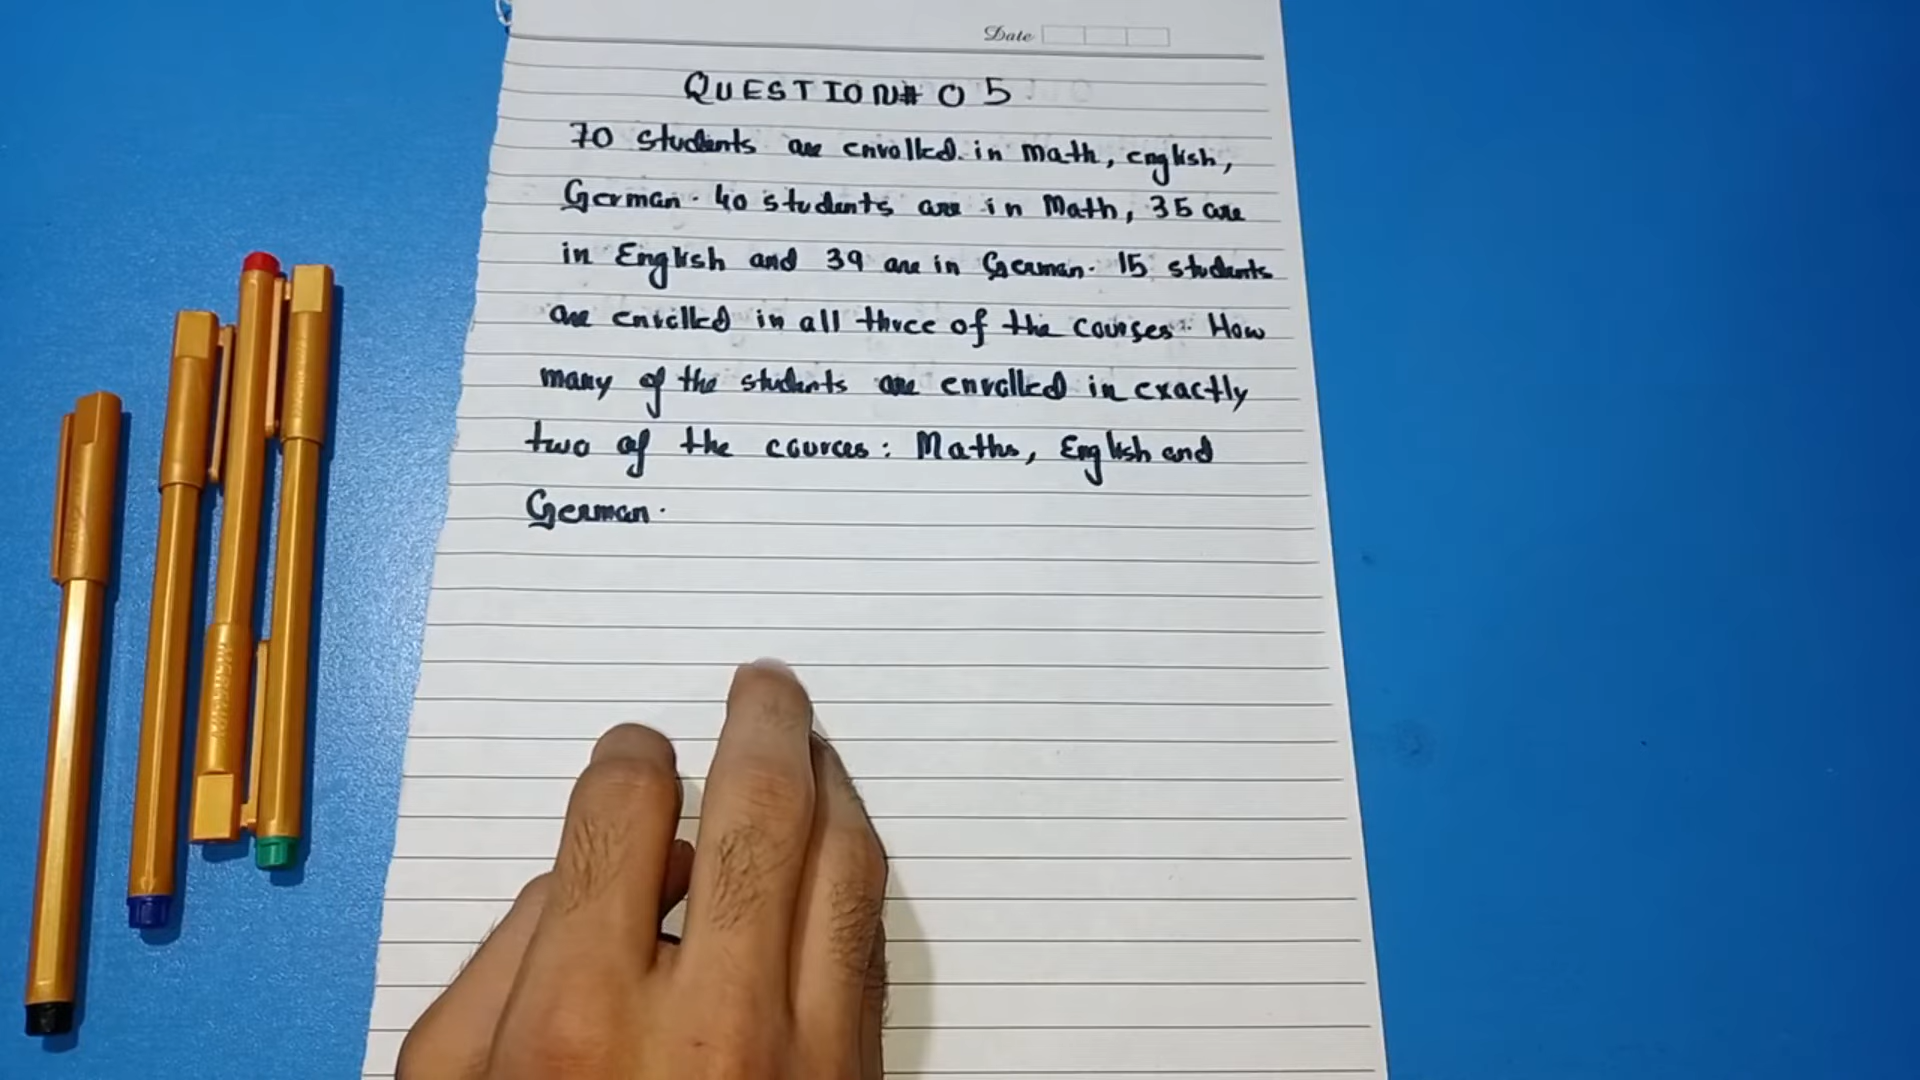 Date
QUESTION# 05
70 students are enrolled in math, english,
German. 40 students are in Math, 35 are
in English and 39 are in German. 15 students
are enrolled in all three of the courses. How
many of the students are enrolled in exactly
two of the cources: Maths, English and
German.